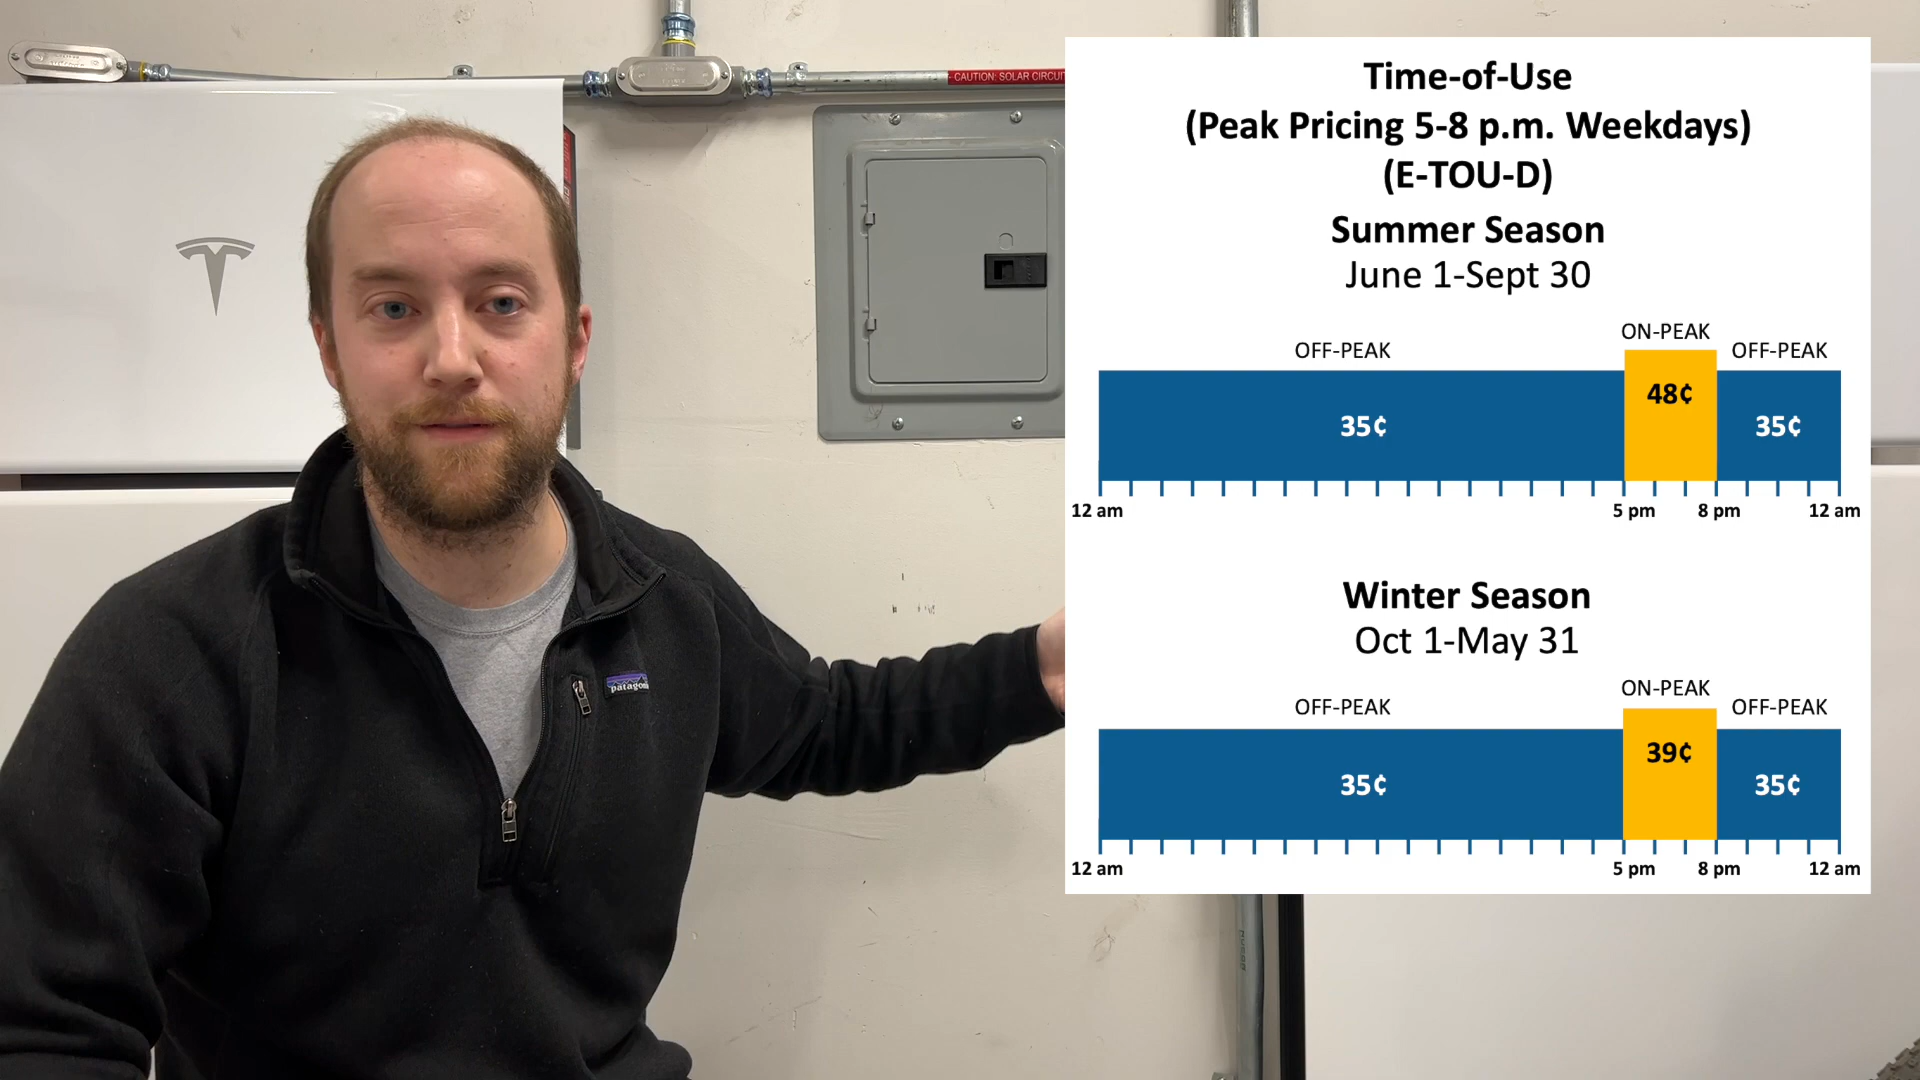 CAUTION: SOLAR CIRCUI
Time-of-Use
(Peak Pricing 5-8 p.m. Weekdays)
(E-TOU-D)
Summer Season
June 1-Sept 30
OFF-PEAK ON-PEAK OFF-PEAK
35¢ 48¢ 35¢
12 am 5 pm 8 pm 12 am
Winter Season
Oct 1-May 31
OFF-PEAK ON-PEAK OFF-PEAK
35¢ 39¢ 35¢
12 am 5 pm 8 pm 12 am
patagoni